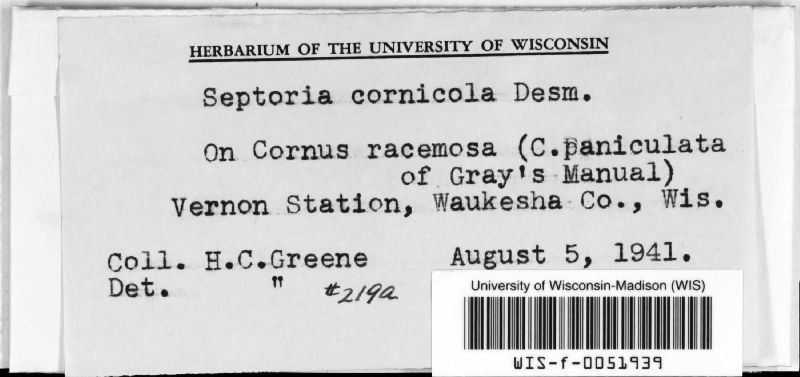 HERBARIUM OF THE UNIVERSITY OF WISCONSIN
Septoria cornicola Desm.
On Cornus racemosa (C.paniculata
of Gray's Manual)
Vernon Station, Waukesha Co., Wis.
Coll. H.C.Greene August 5, 1941.
Det. " #219a
University of Wisconsin-Madison (WIS)
WIS-f-0051939